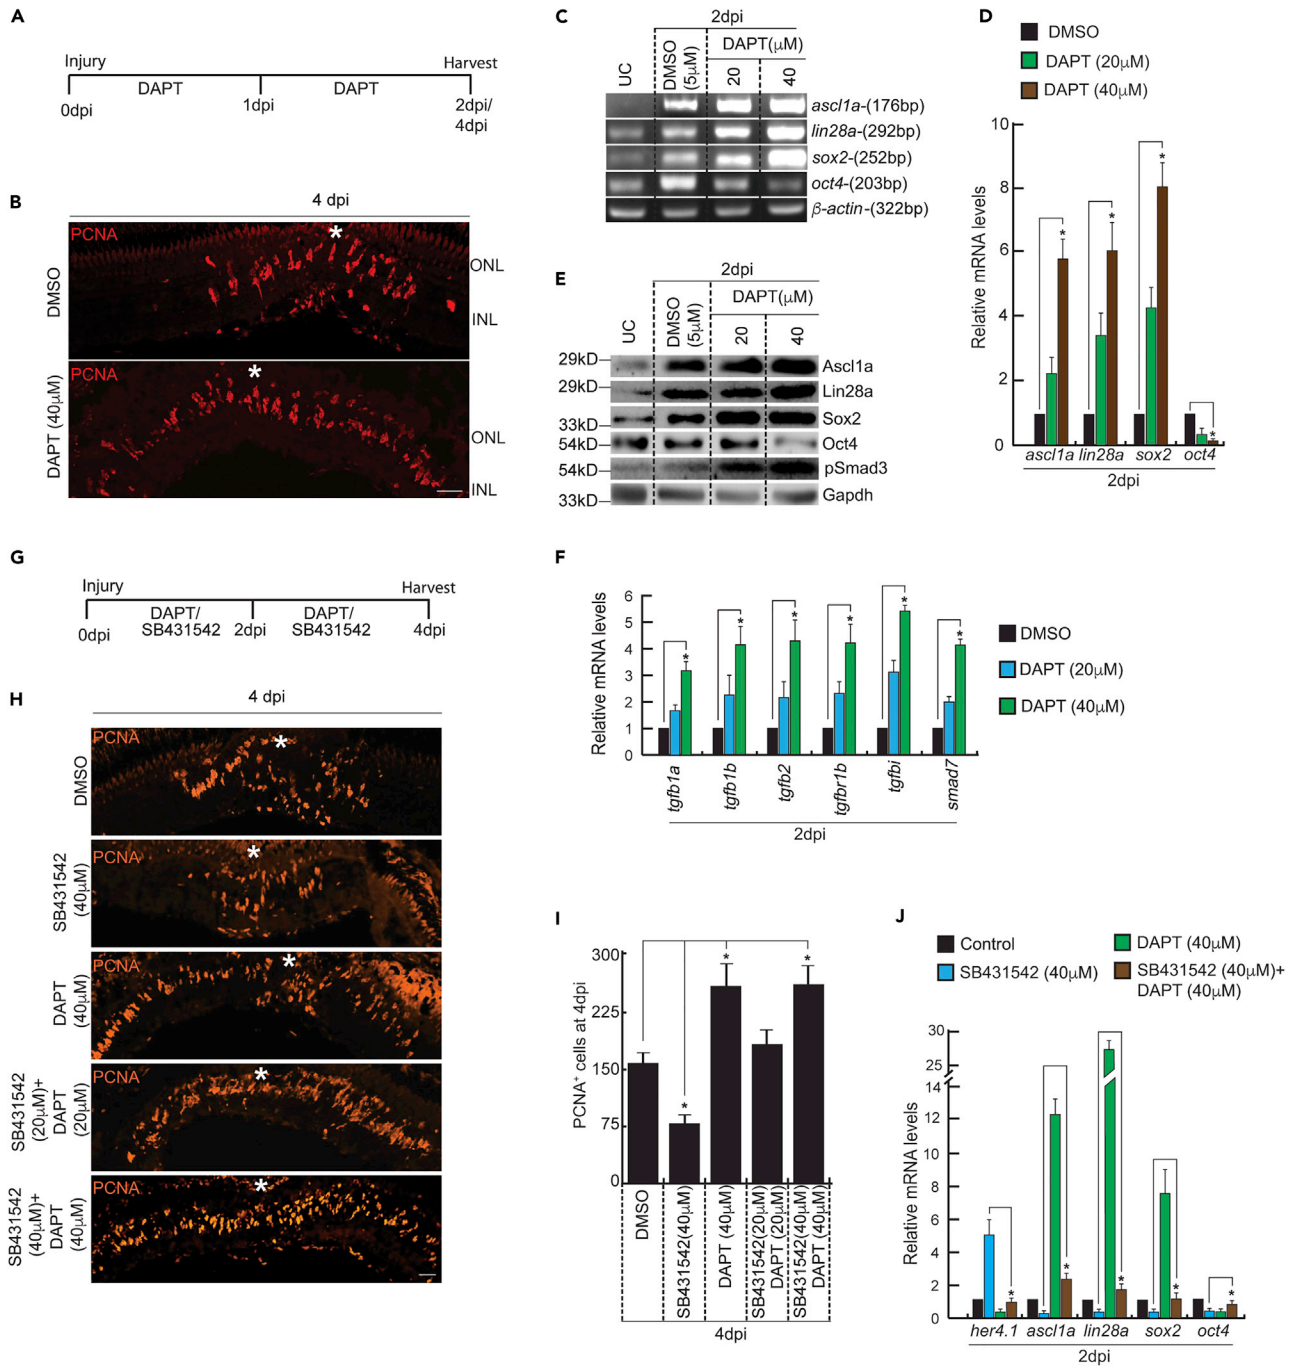 A
Injury
Harvest
DAPT
DAPT
0dpi
1dpi
2dpi/
4dpi
B
4 dpi
DMSO
PCNA
*
ONL
INL
DAPT (40μM)
PCNA
*
ONL
INL
C
2dpi
UC
DMSO
(5μM)
DAPT(μM)
20
40
ascl1a-(176bp)
lin28a-(292bp)
sox2-(252bp)
oct4-(203bp)
β-actin-(322bp)
D
DMSO
DAPT (20μM)
DAPT (40μM)
Relative mRNA levels
10
8
6
4
2
0
* * * *
ascl1a lin28a sox2 oct4
2dpi
E
2dpi
UC
DMSO
(5μM)
DAPT(μM)
20
40
29kD
Ascl1a
29kD
Lin28a
33kD
Sox2
54kD
Oct4
54kD
pSmad3
33kD
Gapdh
G
Injury
Harvest
DAPT/
SB431542
DAPT/
SB431542
0dpi
2dpi
4dpi
F
Relative mRNA levels
6
5
4
3
2
1
0
* * * * * *
tgfb1a
tgfb1b
tgfb2
tgfbr1b
tgfbi
smad7
2dpi
DMSO
DAPT (20μM)
DAPT (40μM)
H
4 dpi
DMSO
PCNA
*
SB431542
(40μM)
PCNA
*
DAPT
(40μM)
PCNA
*
SB431542
(20μM)+
DAPT
(20μM)
PCNA
*
SB431542
(40μM)+
DAPT
(40μM)
PCNA
*
I
PCNA+ cells at 4dpi
300
225
150
75
0
* * *
DMSO
SB431542(40μM)
DAPT (40μM)
SB431542(20μM)
DAPT (20μM)
SB431542(40μM)
DAPT (40μM)
4dpi
J
Control
SB431542 (40μM)
DAPT (40μM)
SB431542 (40μM)+
DAPT (40μM)
Relative mRNA levels
30
25
14
12
10
8
6
4
2
0
* * * * *
her4.1 ascl1a lin28a sox2 oct4
2dpi